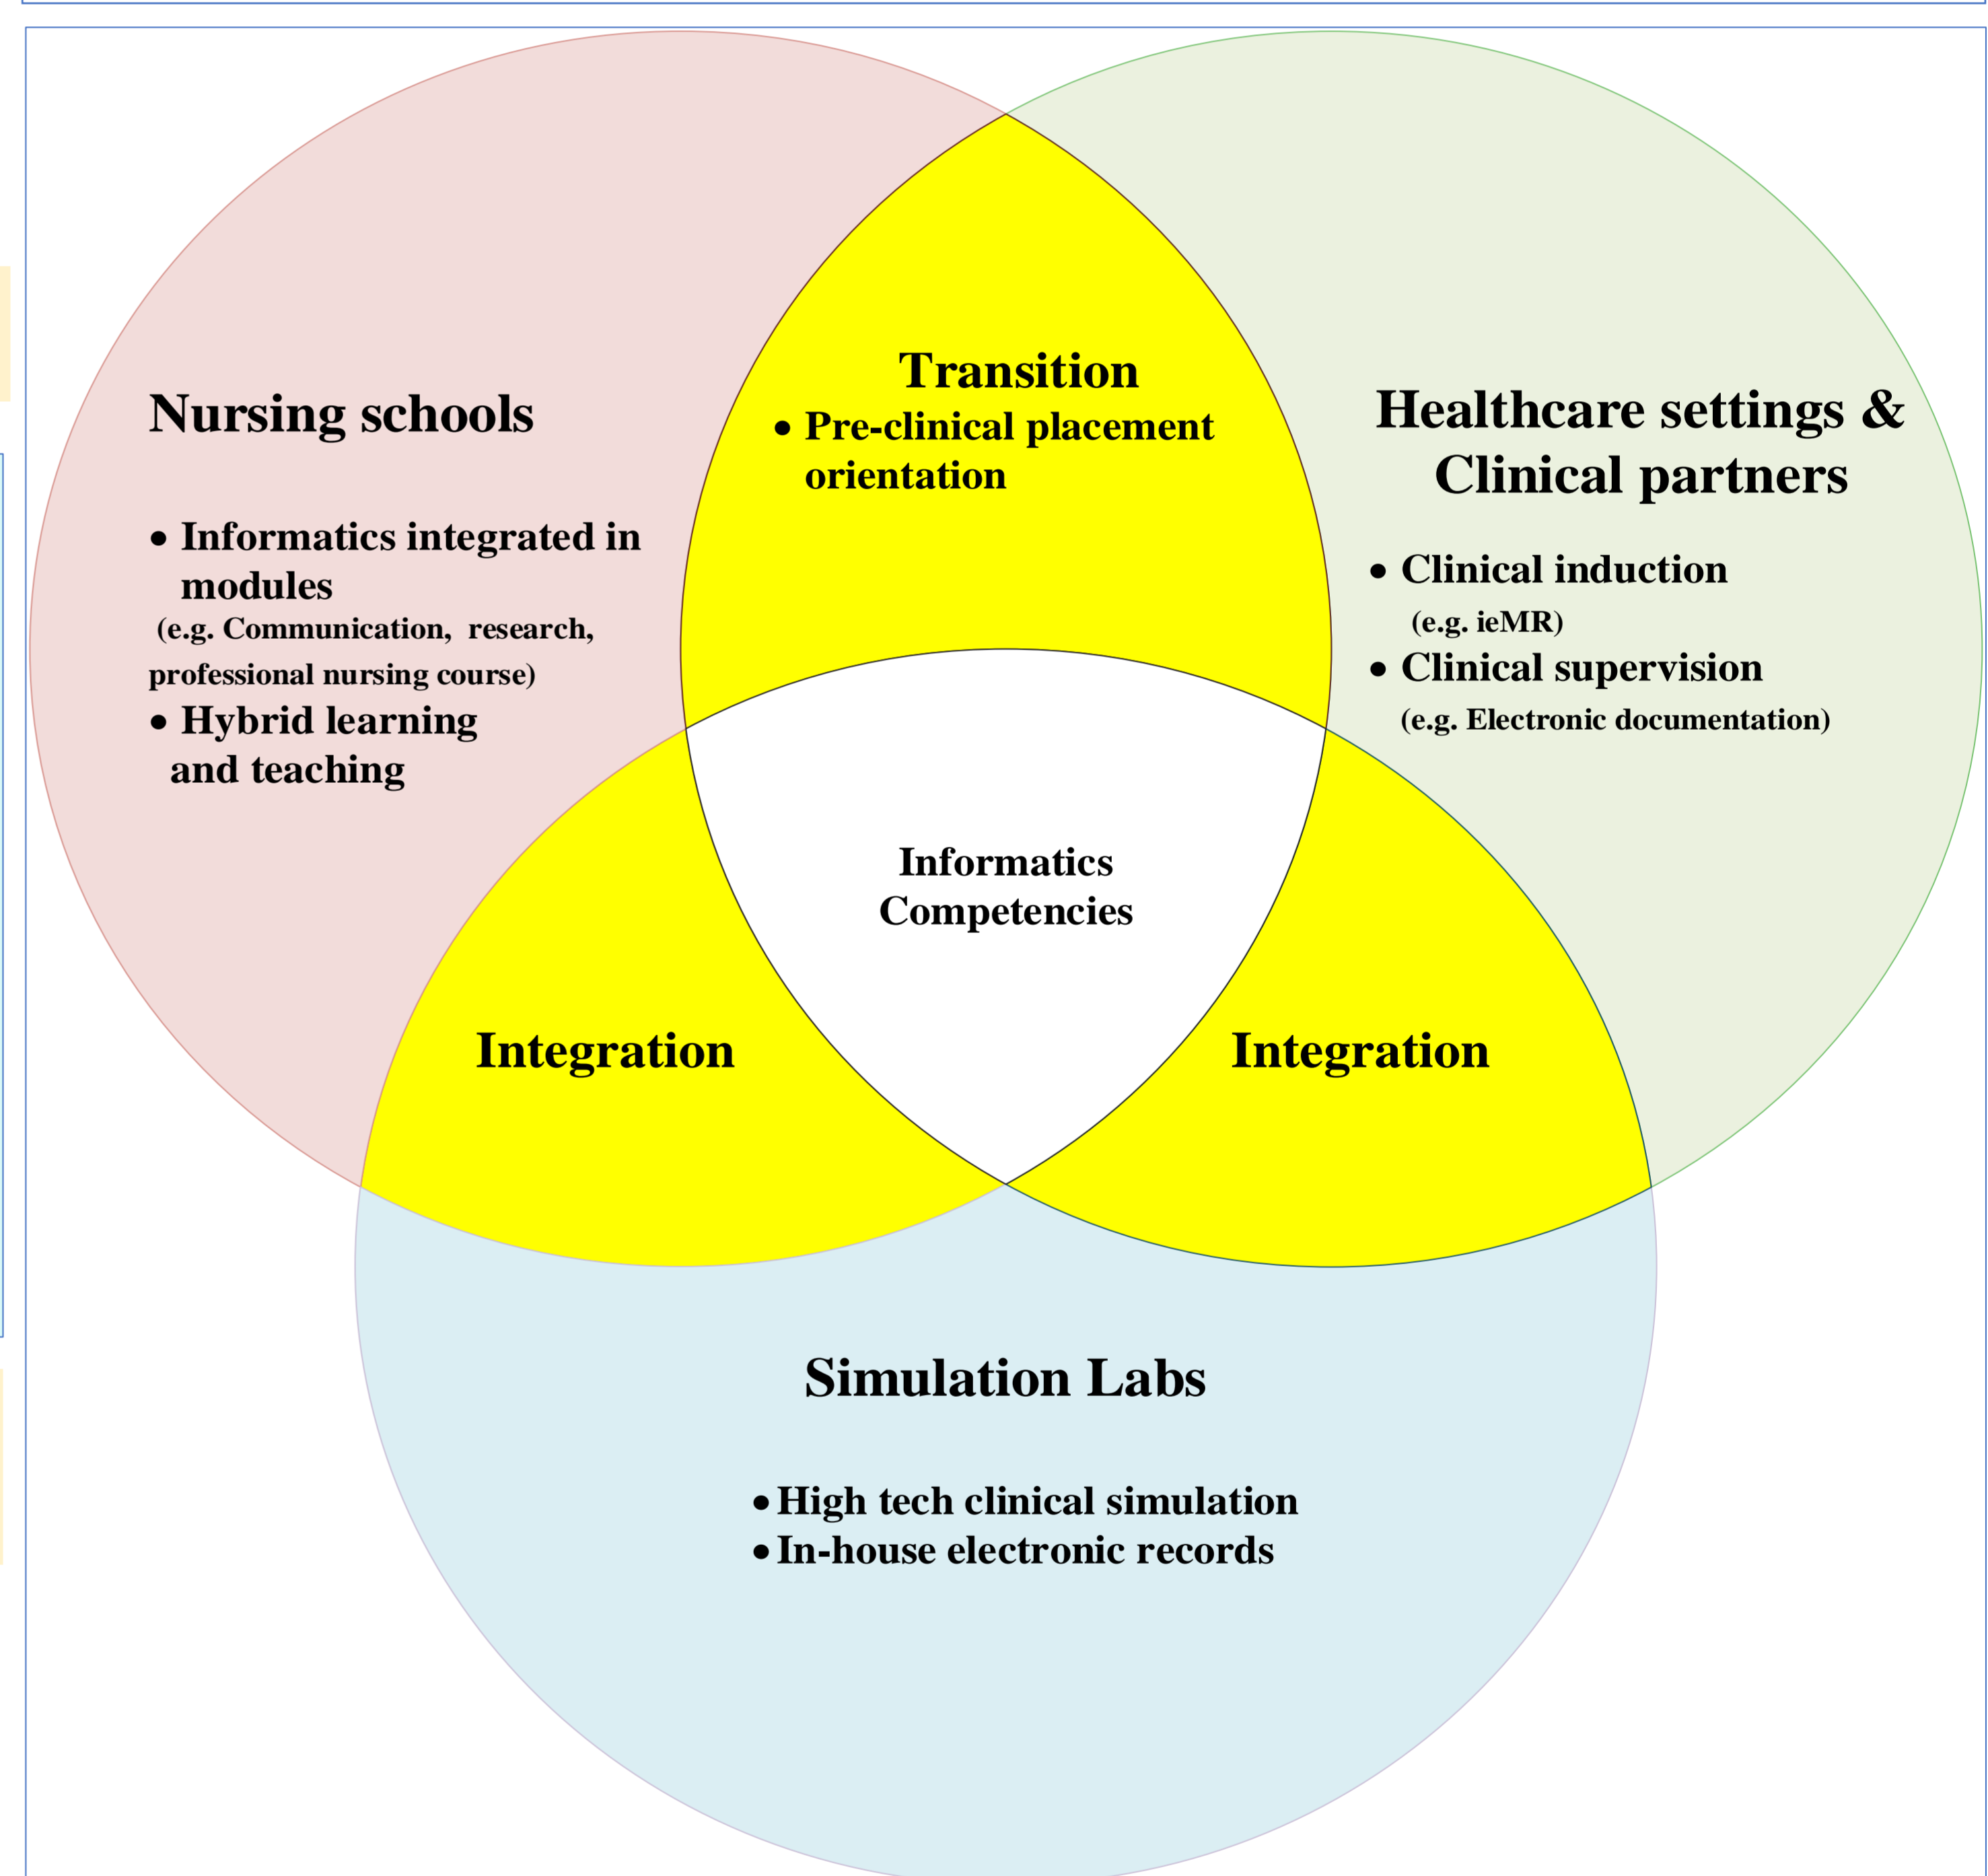 Nursing schools
• Informatics integrated in
modules
(e.g. Communication, research,
professional nursing course)
• Hybrid learning
and teaching
Transition
• Pre-clinical placement
orientation
Healthcare settings &
Clinical partners
• Clinical induction
(e.g. ieMR)
• Clinical supervision
(e.g. Electronic documentation)
Informatics
Competencies
Integration
Integration
Simulation Labs
• High tech clinical simulation
• In-house electronic records